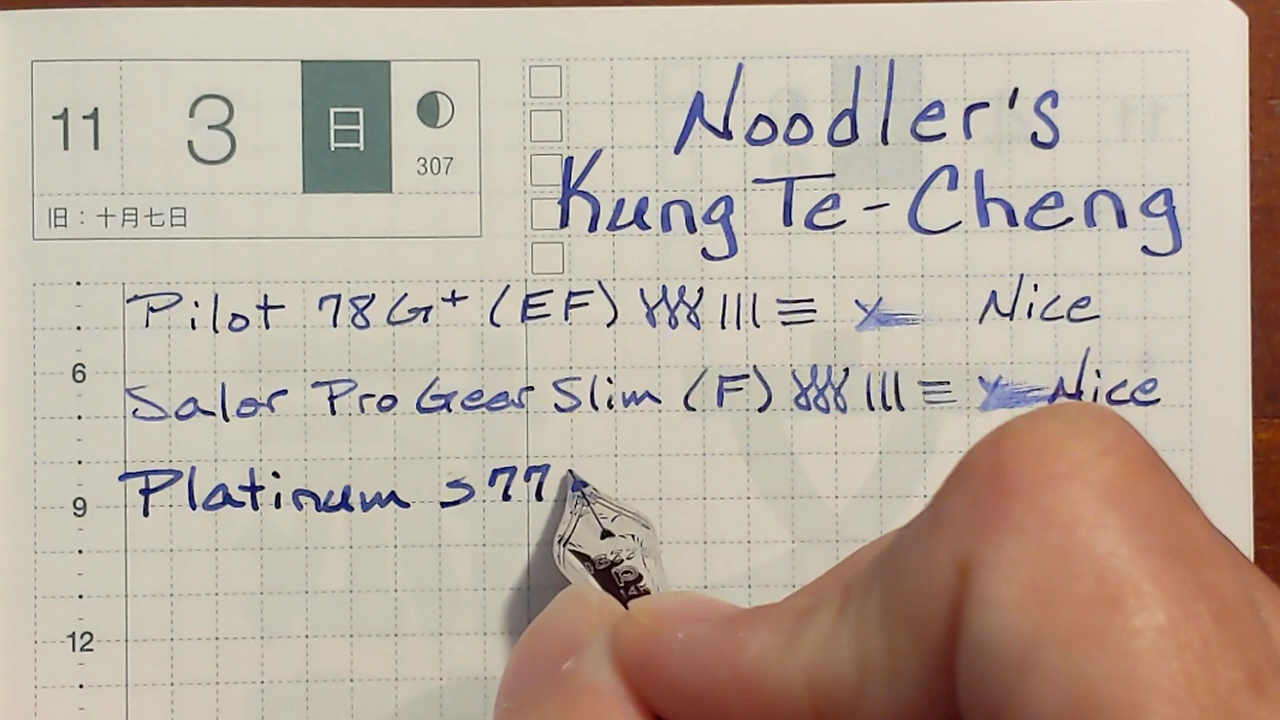 11 3 日
307
旧：十月七日
Noodler's
Kung Te-Cheng
Pilot 78G+ (EF) Nice
6
Salor Pro Gear Slim (F) Nice
9
Platinum s77
12